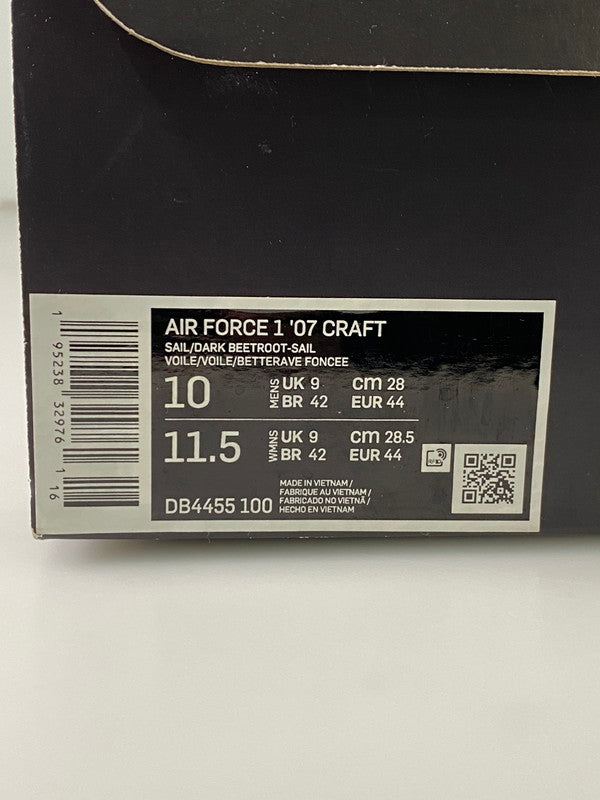 AIR FORCE 1 '07 CRAFT
SAIL/DARK BEETROOT-SAIL
VOILE/VOILE/BETTERAVE FONCEE
10 MENS UK 9 cm 28
BR 42 EUR 44
11.5 WMNS UK 9 cm 28.5
BR 42 EUR 44
DB4455 100
MADE IN VIETNAM /
FABRIQUE AU VIETNAM /
FABRICADO NO VIETNÃ /
HECHO EN VIETNAM
1 95238 32976 1 16